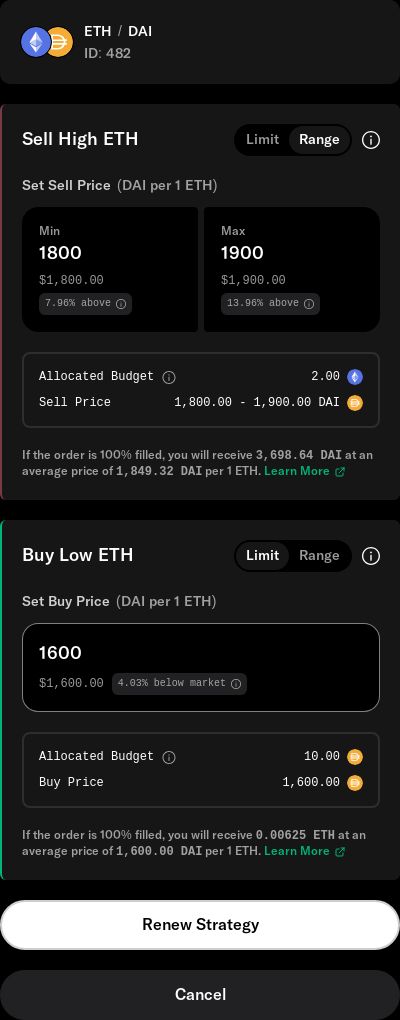 ETH / DAI
ID: 482
Sell High ETH Limit Range
Set Sell Price (DAI per 1 ETH)
Min Max
1800 1900
$1,800.00 $1,900.00
7.96% above 13.96% above
Allocated Budget 2.00
Sell Price 1,800.00 - 1,900.00 DAI
If the order is 100% filled, you will receive 3,698.64 DAI at an
average price of 1,849.32 DAI per 1 ETH. Learn More
Buy Low ETH Limit Range
Set Buy Price (DAI per 1 ETH)
1600
$1,600.00 4.03% below market
Allocated Budget 10.00
Buy Price 1,600.00
If the order is 100% filled, you will receive 0.00625 ETH at an
average price of 1,600.00 DAI per 1 ETH. Learn More
Renew Strategy
Cancel